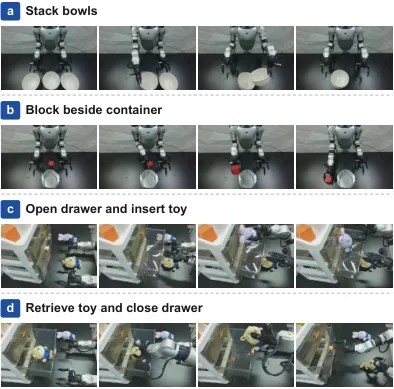 a Stack bowls
b Block beside container
c Open drawer and insert toy
d Retrieve toy and close drawer